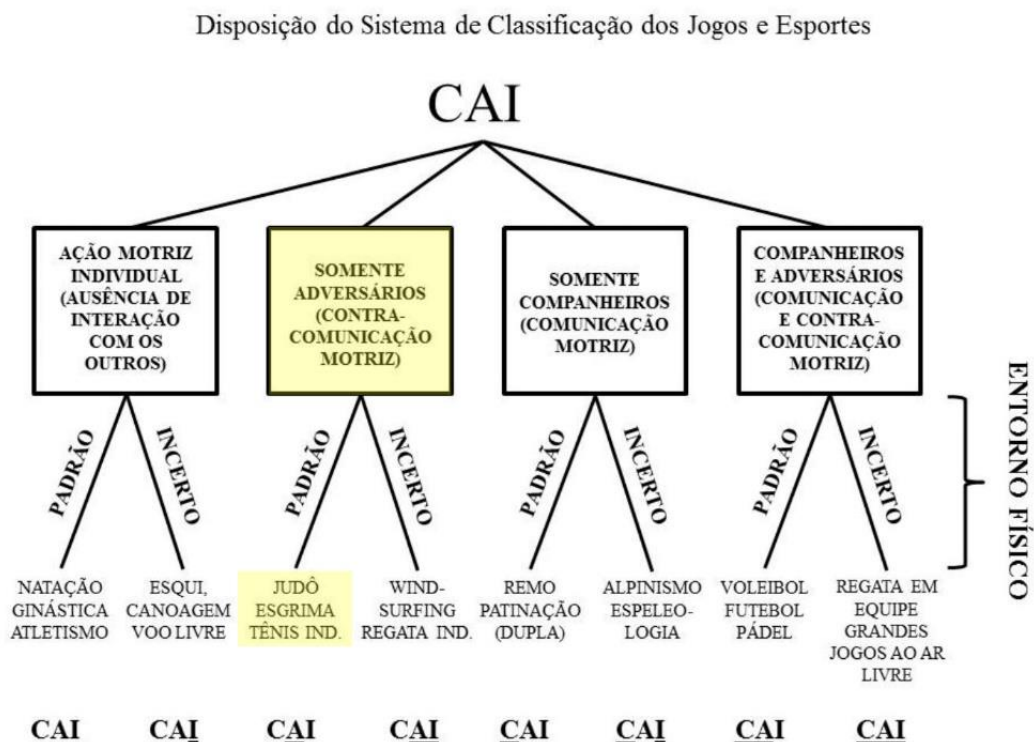 Disposição do Sistema de Classificação dos Jogos e Esportes
CAI
AÇÃO MOTRIZ
INDIVIDUAL
(AUSÊNCIA DE
INTERAÇÃO
COM OS
OUTROS)
SOMENTE
ADVERSÁRIOS
(CONTRA-
COMUNICAÇÃO
MOTRIZ)
SOMENTE
COMPANHEIROS
(COMUNICAÇÃO
MOTRIZ)
COMPANHEIROS
E ADVERSÁRIOS
(COMUNICAÇÃO
E CONTRA-
COMUNICAÇÃO
MOTRIZ)
PADRÃO
INCERTO
PADRÃO
INCERTO
PADRÃO
INCERTO
PADRÃO
INCERTO
ENTORNO FÍSICO
NATAÇÃO
GINÁSTICA
ATLETISMO
ESQUI,
CANOAGEM
VOO LIVRE
JUDÔ
ESGRIMA
TÊNIS IND.
WIND-
SURFING
REGATA IND.
REMO
PATINAÇÃO
(DUPLA)
ALPINISMO
ESPELEO-
LOGIA
VOLEIBOL
FUTEBOL
PÁDEL
REGATA EM
EQUIPE
GRANDES
JOGOS AO AR
LIVRE
CAI CAI CAI CAI CAI CAI CAI CAI